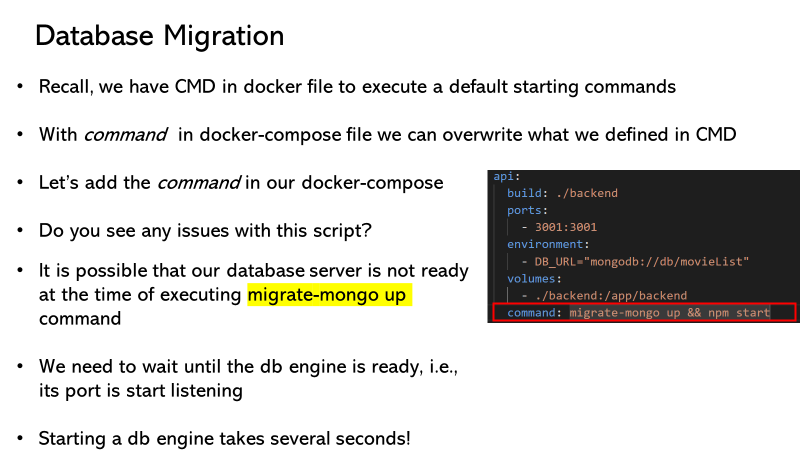 Database Migration
• Recall, we have CMD in docker file to execute a default starting commands
• With command in docker-compose file we can overwrite what we defined in CMD
• Let's add the command in our docker-compose
• Do you see any issues with this script?
• It is possible that our database server is not ready
at the time of executing migrate-mongo up
command
• We need to wait until the db engine is ready, i.e.,
its port is start listening
• Starting a db engine takes several seconds!
api:
build: ./backend
ports:
- 3001:3001
environment:
- DB_URL="mongodb://db/movieList"
volumes:
- ./backend:/app/backend
command: migrate-mongo up && npm start